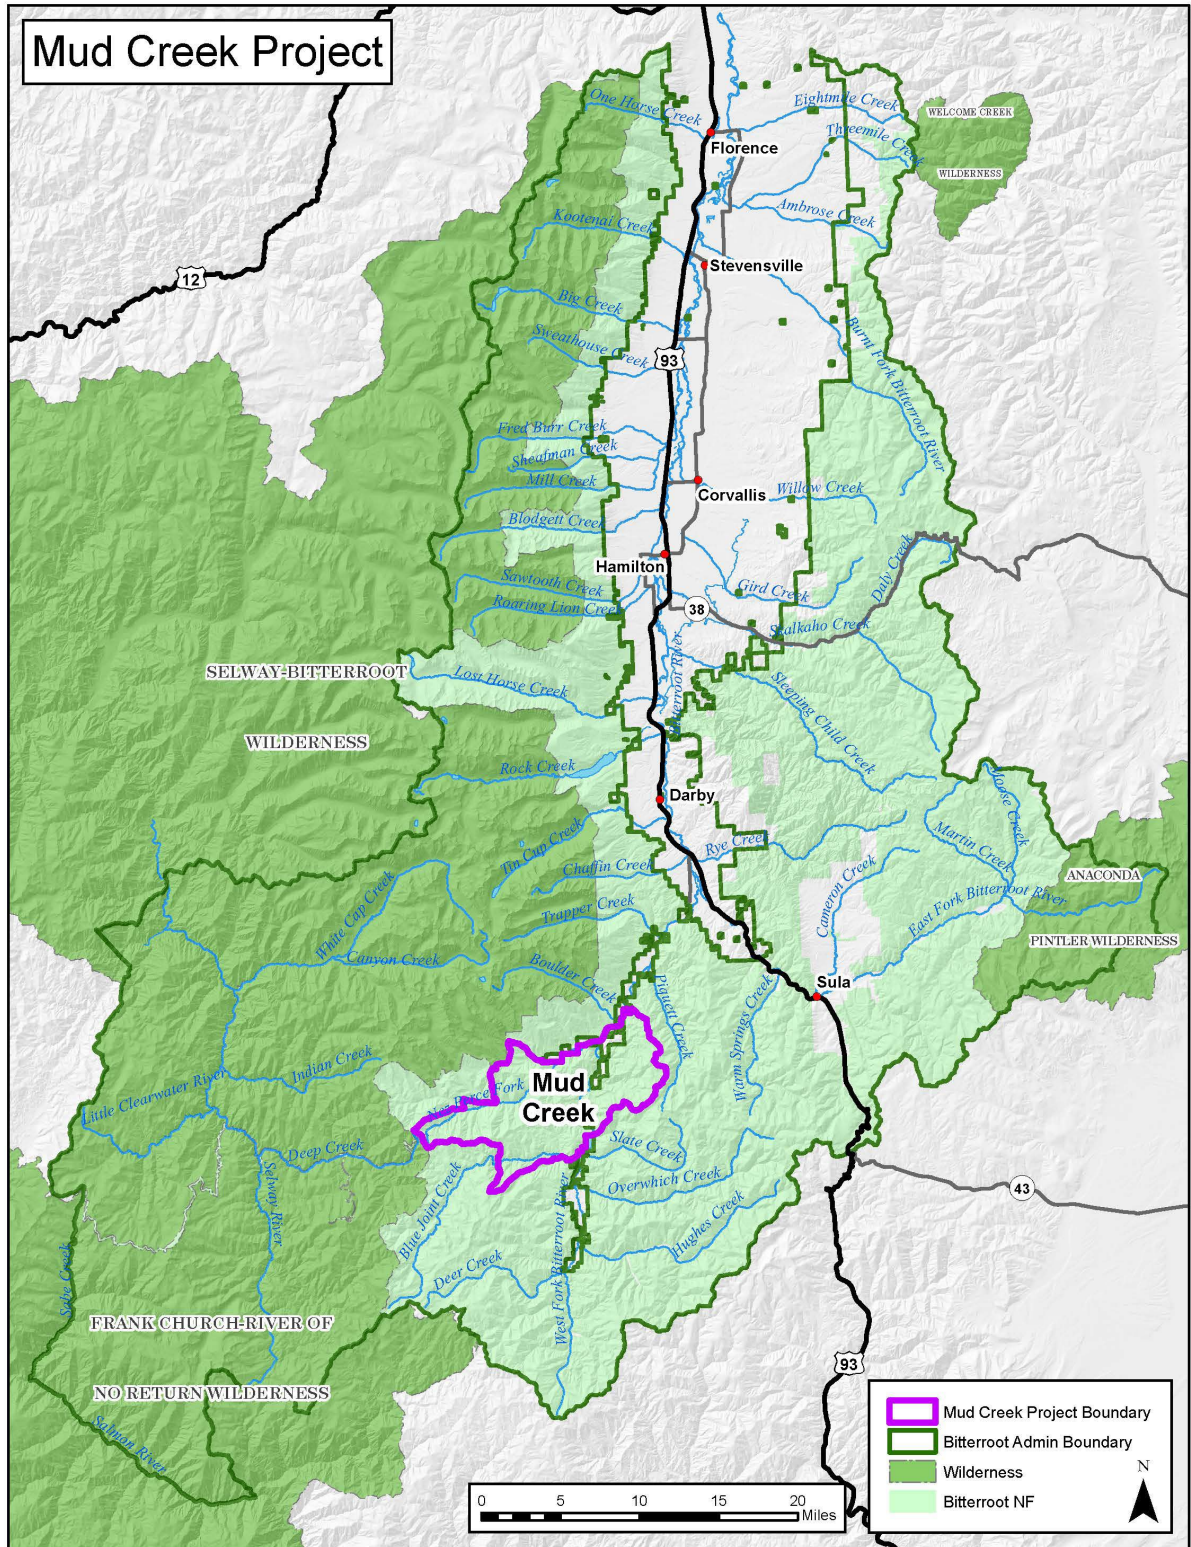 Mud Creek Project
One Horse Creek
Eightmile Creek
WELCOME CREEK
Threemile Creek
Florence
WILDERNESS
Kootenai Creek
Ambrose Creek
Stevensville
12
Big Creek
Sweathouse Creek
93
Burnt Fork Bitterroot River
Fred Burr Creek
Sheafman Creek
Mill Creek
Corvallis
Willow Creek
Blodgett Creek
Hamilton
Daly Creek
Sawtooth Creek
Gird Creek
Roaring Lion Creek
38
Skalkaho Creek
SELWAY-BITTERROOT
Lost Horse Creek
Bitterroot River
Sleeping Child Creek
WILDERNESS
Rock Creek
Darby
Moose Creek
Tin Cup Creek
Rye Creek
Martin Creek
Chaffin Creek
Cameron Creek
ANACONDA
White Cap Creek
Trapper Creek
East Fork Bitterroot River
PINTLER WILDERNESS
Canyon Creek
Boulder Creek
Piquett Creek
Sula
Warm Springs Creek
Indian Creek
Mud
Creek
Nez Perce Fork
Little Clearwater River
Deep Creek
Slate Creek
Selway River
Overwhich Creek
43
Blue Joint Creek
West Fork Bitterroot River
Hughes Creek
Deer Creek
Sabe Creek
FRANK CHURCH-RIVER OF
93
NO RETURN WILDERNESS
Salmon River
Mud Creek Project Boundary
Bitterroot Admin Boundary
Wilderness
Bitterroot NF
N
0 5 10 15 20
Miles